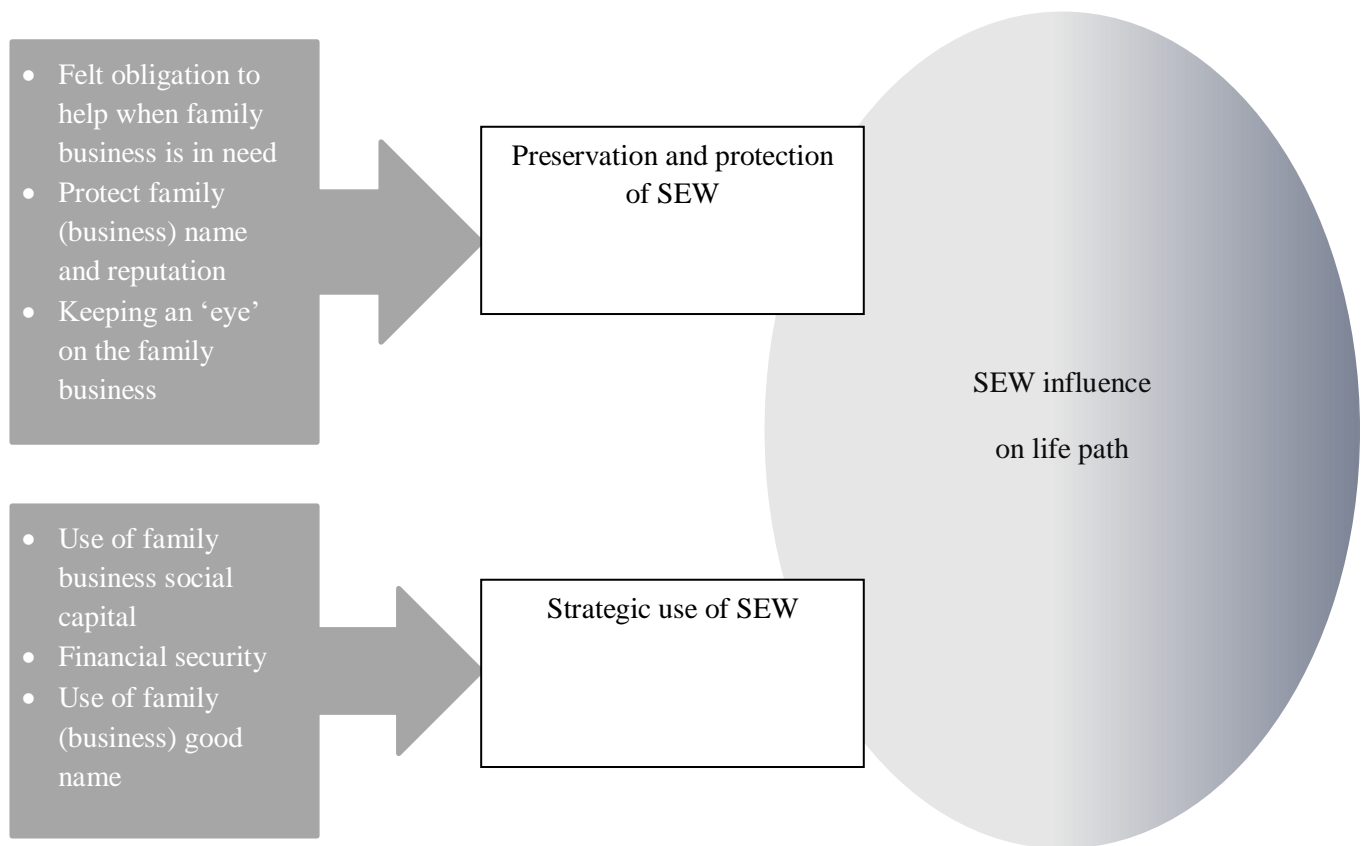 • Felt obligation to
help when family
business is in need
• Protect family
(business) name
and reputation
• Keeping an ‘eye’
on the family
business
Preservation and protection
of SEW
• Use of family
business social
capital
• Financial security
• Use of family
(business) good
name
Strategic use of SEW
SEW influence
on life path